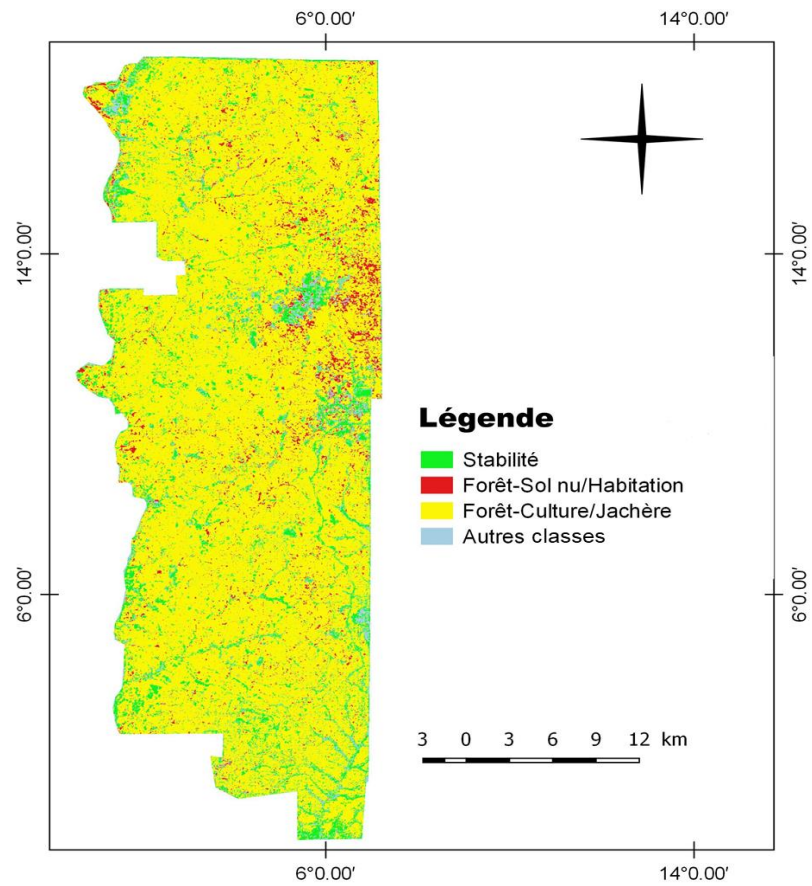 6°0.00′ 14°0.00′
14°0.00′ 14°0.00′
Légende
Stabilité
Forêt-Sol nu/Habitation
Forêt-Culture/Jachère
Autres classes
6°0.00′ 6°0.00′
3 0 3 6 9 12 km
6°0.00′ 14°0.00′